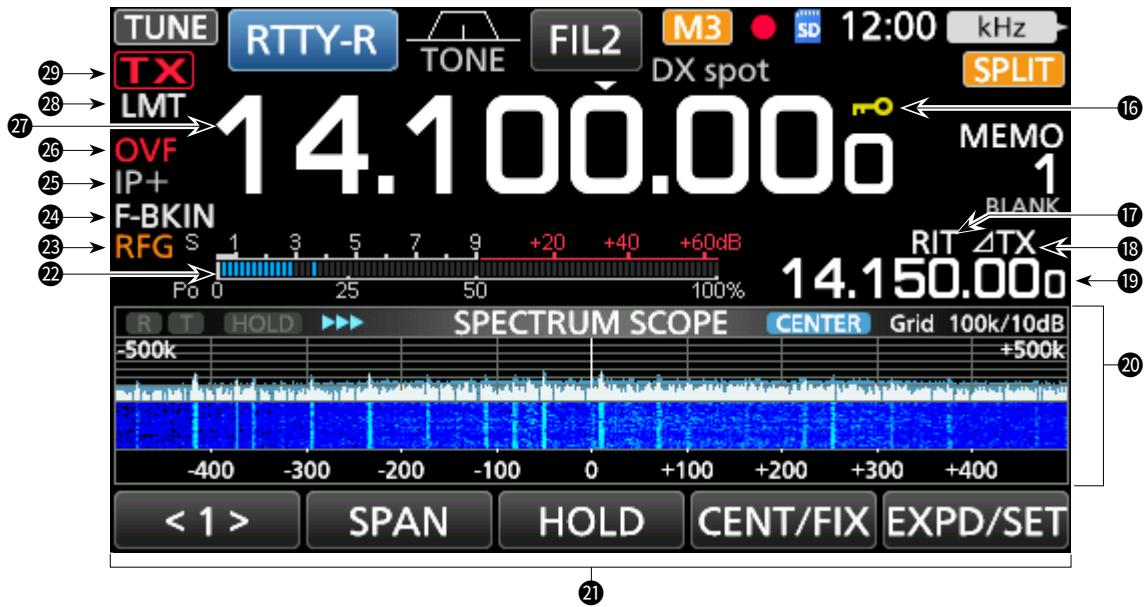 TUNE RTTY-R TONE FIL2 M3 SD 12:00 kHz
DX spot SPLIT
29 TX
28 LMT
27 14.100.000 16
26 OVF MEMO
25 IP+ 1
24 F-BKIN BLANK 17
23 RFG S 1 3 5 7 9 +20 +40 +60dB RIT ⊿TX 18
22 14.150.000 19
Po 0 25 50 100%
R T HOLD SPECTRUM SCOPE CENTER Grid 100k/10dB
-500k +500k
20
-400 -300 -200 -100 0 +100 +200 +300 +400
< 1 > SPAN HOLD CENT/FIX EXPD/SET
21